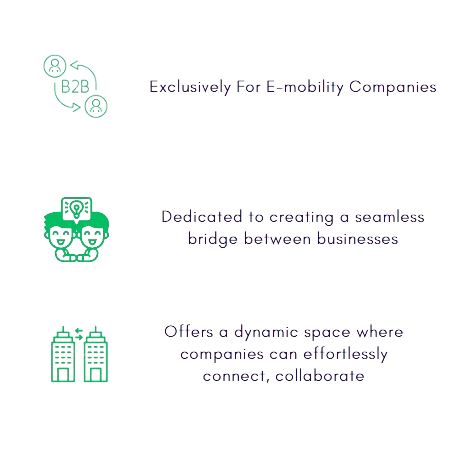 B2B
Exclusively For E-mobility Companies
Dedicated to creating a seamless
bridge between businesses
Offers a dynamic space where
companies can effortlessly
connect, collaborate